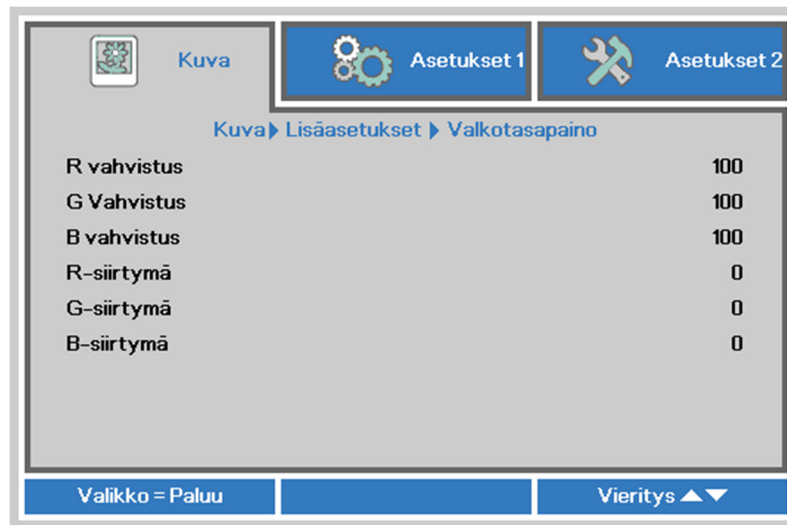 Kuva Asetukset 1 Asetukset 2
Kuva Lisäasetukset Valkotasapaino
R vahvistus 100
G Vahvistus 100
B vahvistus 100
R-siirtymä 0
G-siirtymä 0
B-siirtymä 0
Valikko = Paluu Vieritys